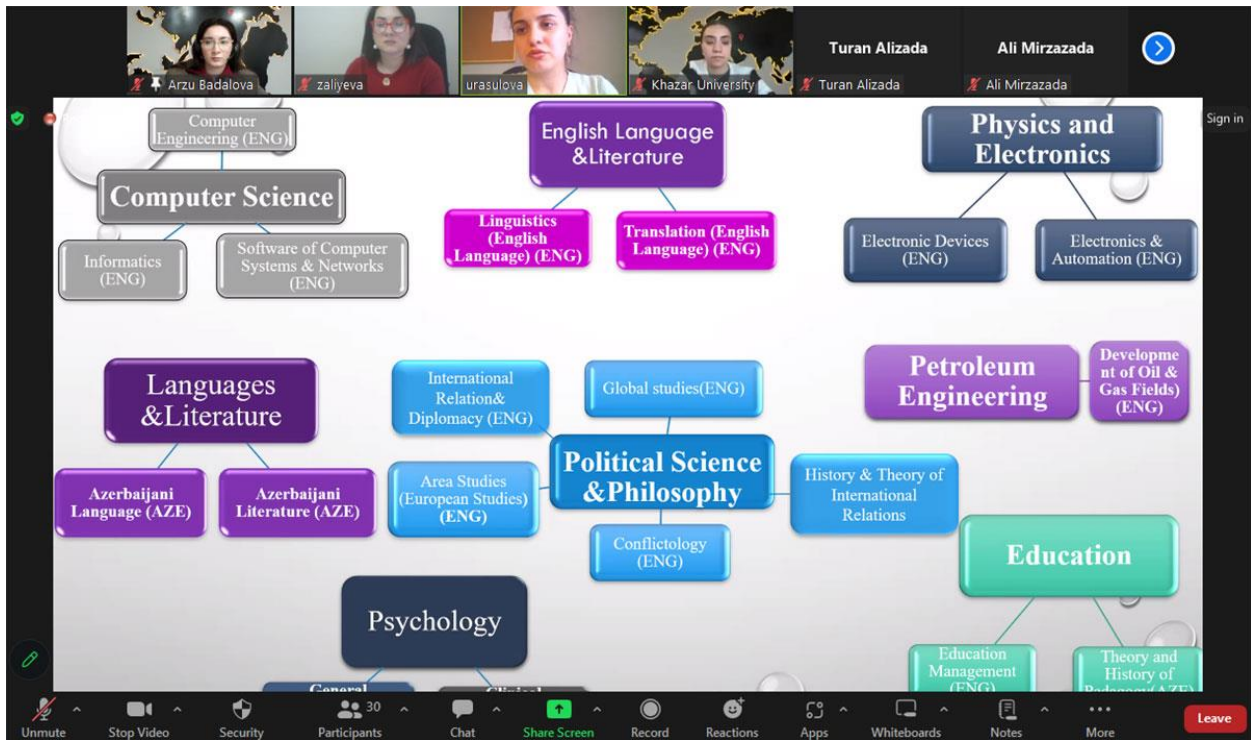 Turan Alizada
Ali Mirzazada
Arzu Badalova
zaliyeva
urasulova
Khazar University
Turan Alizada
Ali Mirzazada
Sign in
Computer
Engineering (ENG)
Computer Science
Informatics
(ENG)
Software of Computer
Systems & Networks
(ENG)
English Language
&Literature
Linguistics
(English
Language) (ENG)
Translation (English
Language) (ENG)
Physics and
Electronics
Electronic Devices
(ENG)
Electronics &
Automation (ENG)
Languages
&Literature
Azerbaijani
Language (AZE)
Azerbaijani
Literature (AZE)
International
Relation&
Diplomacy (ENG)
Global studies(ENG)
Political Science
&Philosophy
Area Studies
(European Studies)
(ENG)
History & Theory of
International
Relations
Conflictology
(ENG)
Petroleum
Engineering
Developme
nt of Oil &
Gas Fields)
(ENG)
Education
Education
Management
(ENG)
Theory and
History of
Pedagogy(AZE)
Psychology
General
Clinical
Unmute
Stop Video
Security
30
Participants
Chat
Share Screen
Record
Reactions
Apps
Whiteboards
Notes
More
Leave